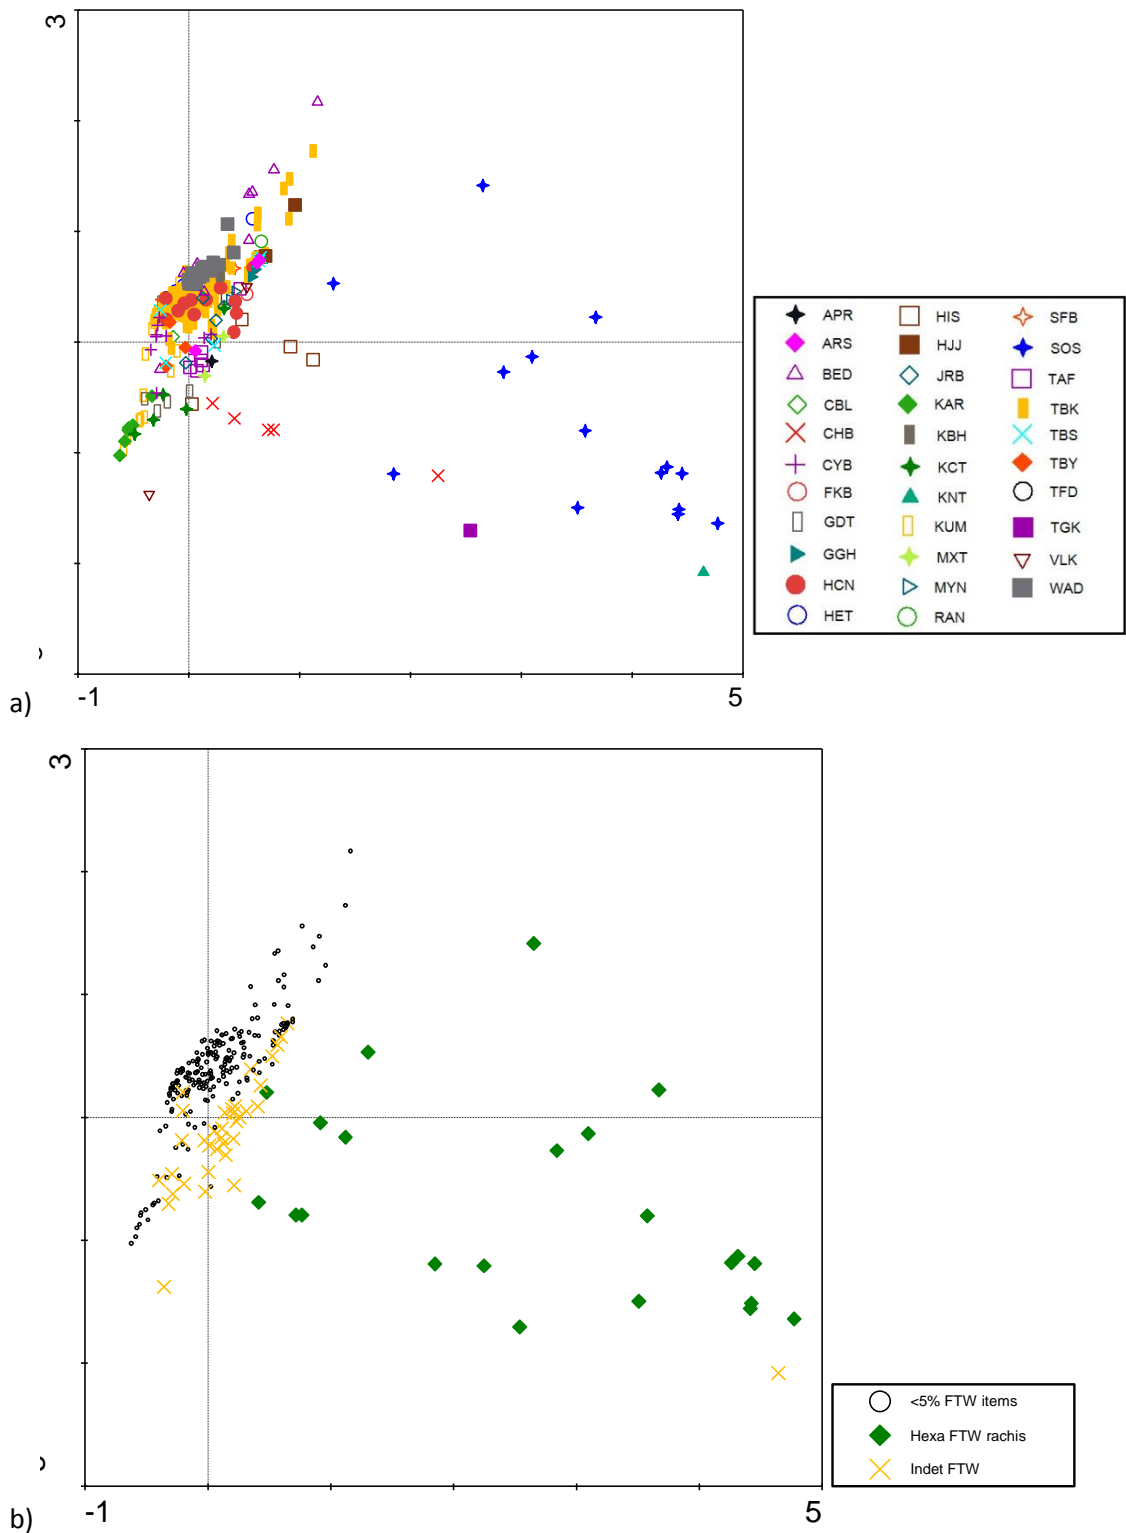 3
APR HIS SFB
ARS HJJ SOS
BED JRB TAF
CBL KAR TBK
CHB KBH TBS
CYB KCT TBY
FKB KNT TFD
GDT KUM TGK
GGH MXT VLK
HCN MYN WAD
HET RAN
-1 5
a)
3
<5% FTW items
Hexa FTW rachis
Indet FTW
-1 5
b)